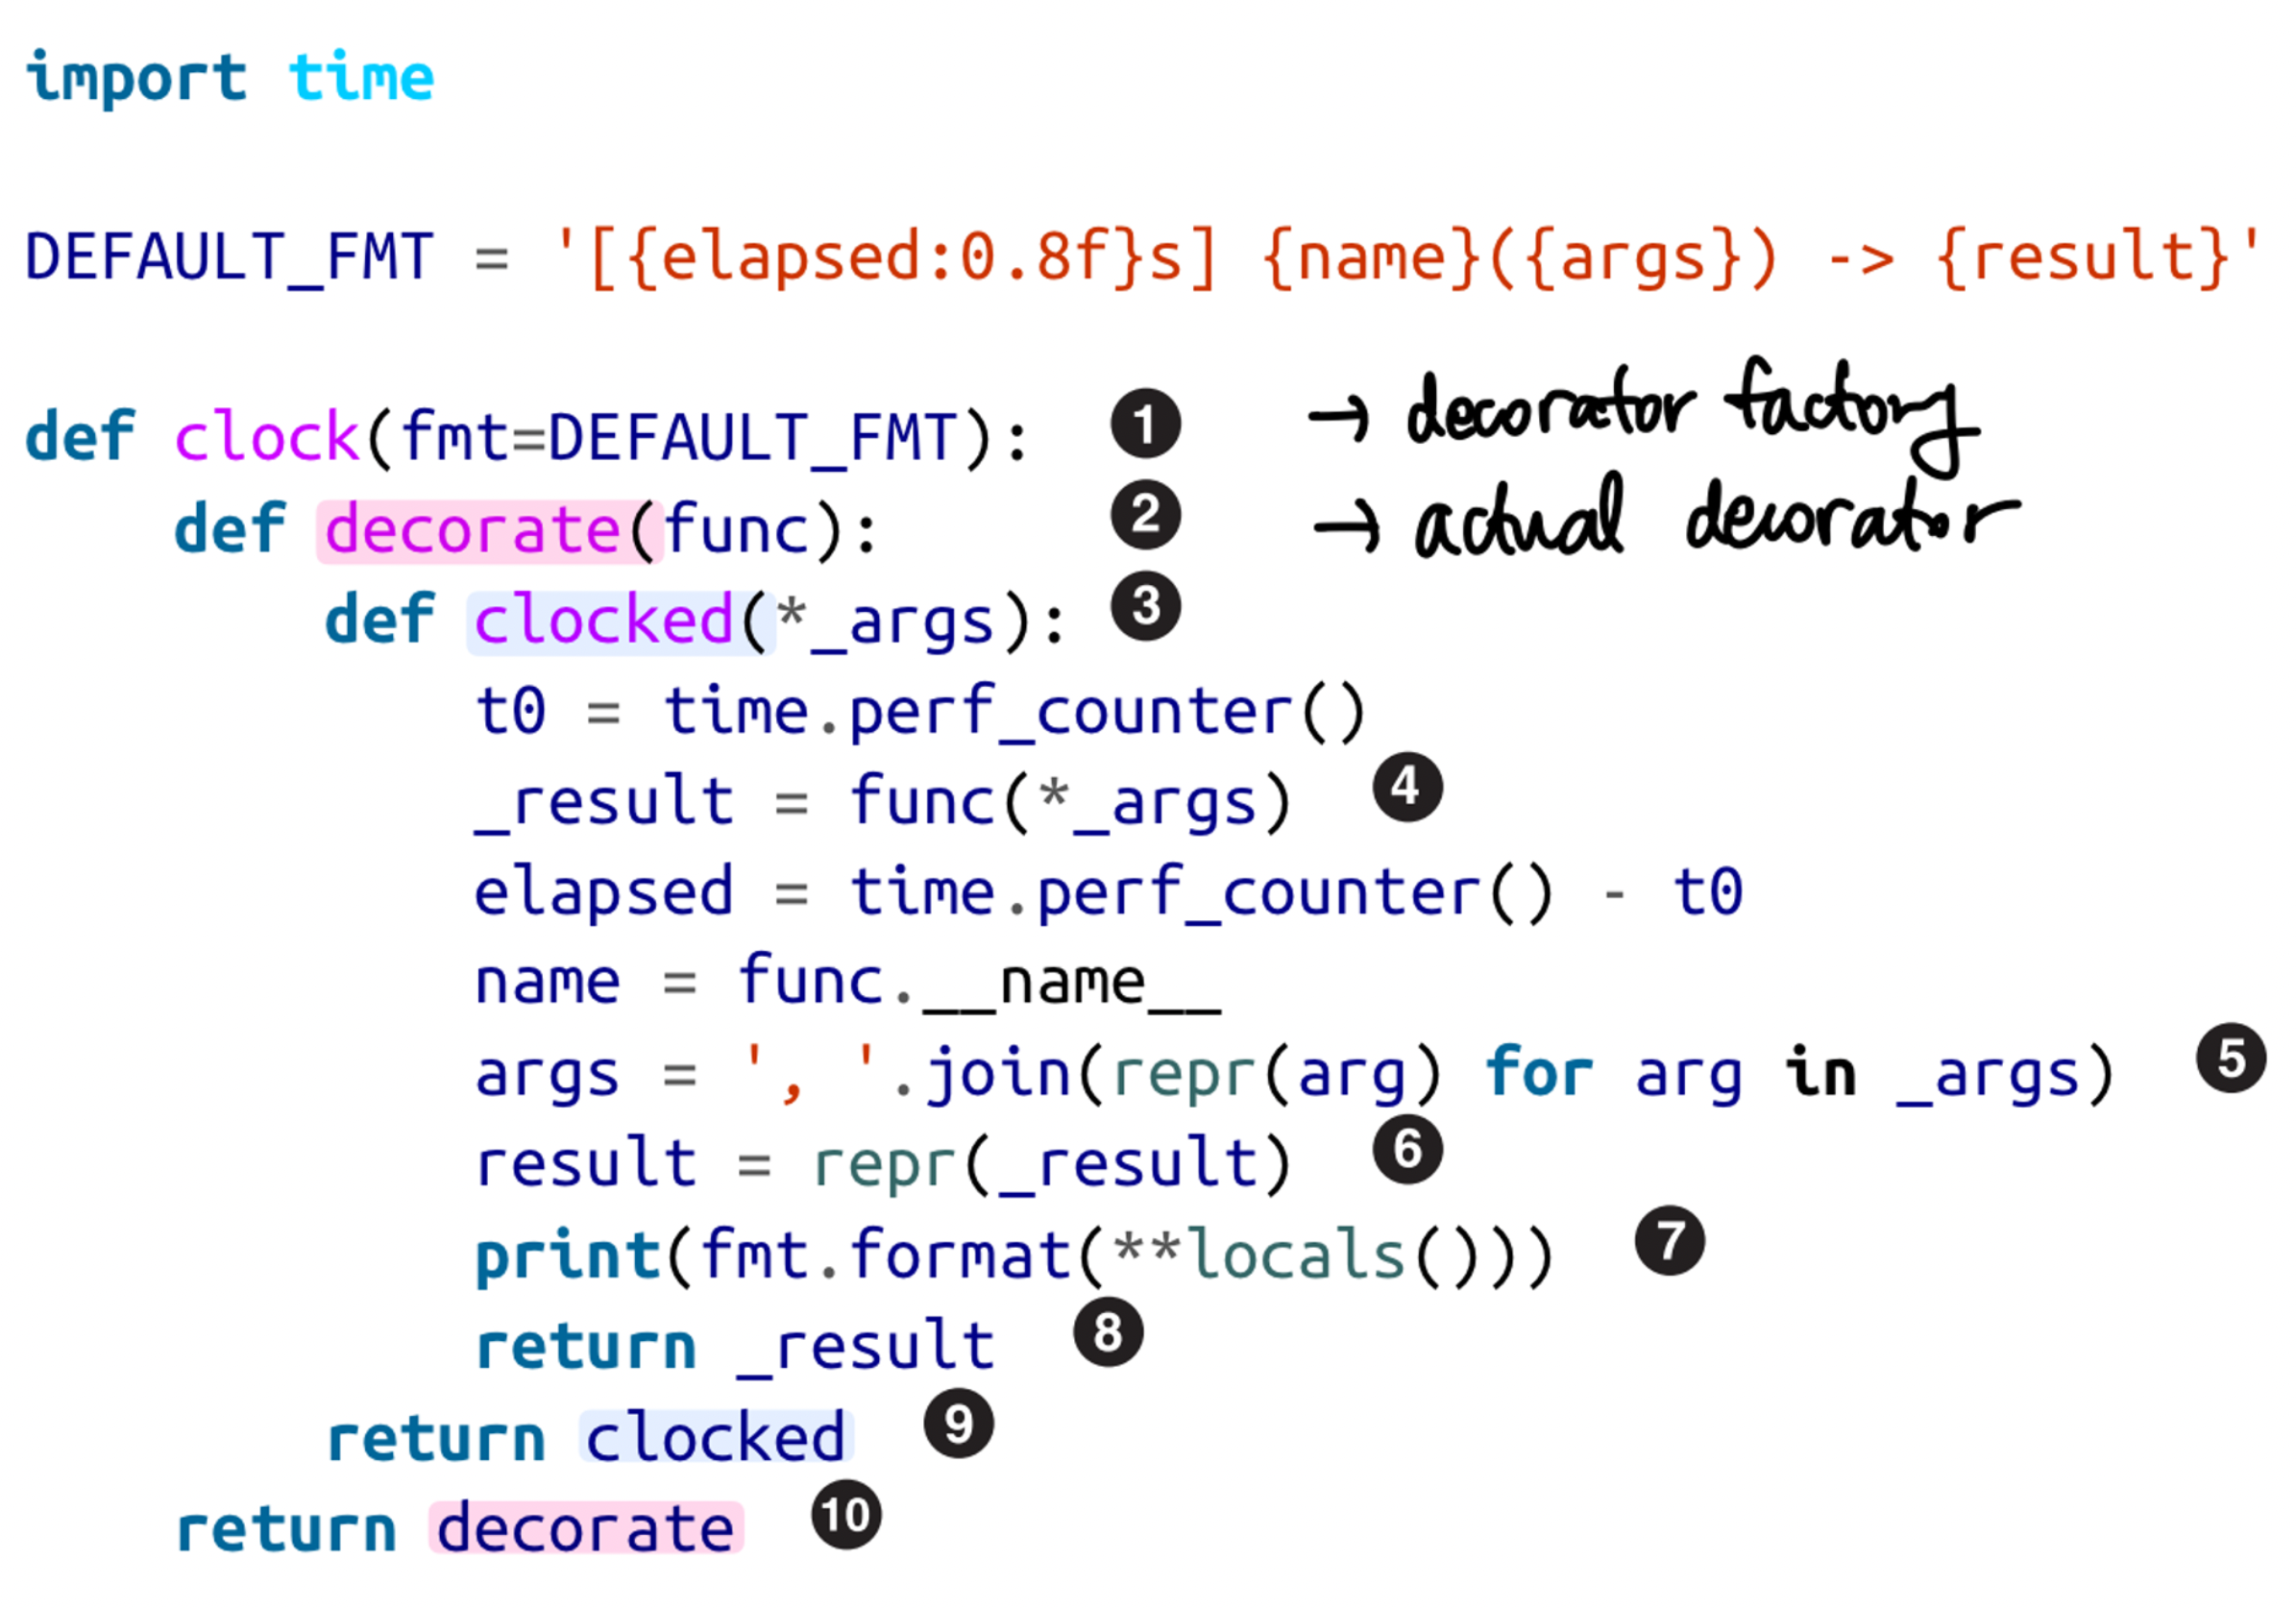 import time
DEFAULT_FMT = '[{elapsed:0.8f}s] {name}({args}) -> {result}'
def clock(fmt=DEFAULT_FMT): 1 → decorator factory
    def decorate(func): 2 → actual decorator
        def clocked(*_args): 3
            t0 = time.perf_counter()
            _result = func(*_args) 4
            elapsed = time.perf_counter() - t0
            name = func.__name__
            args = ', '.join(repr(arg) for arg in _args) 5
            result = repr(_result) 6
            print(fmt.format(**locals())) 7
            return _result 8
        return clocked 9
    return decorate 10